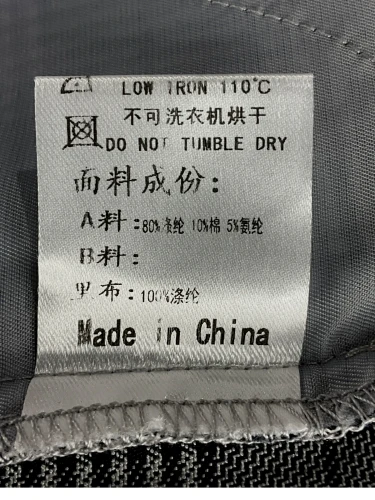 LOW IRON 110℃
不可洗衣机烘干
DO NOT TUMBLE DRY
面料成份：
A料：80%涤纶 10%棉 5%氨纶
B料：
里布：100%涤纶
Made in China